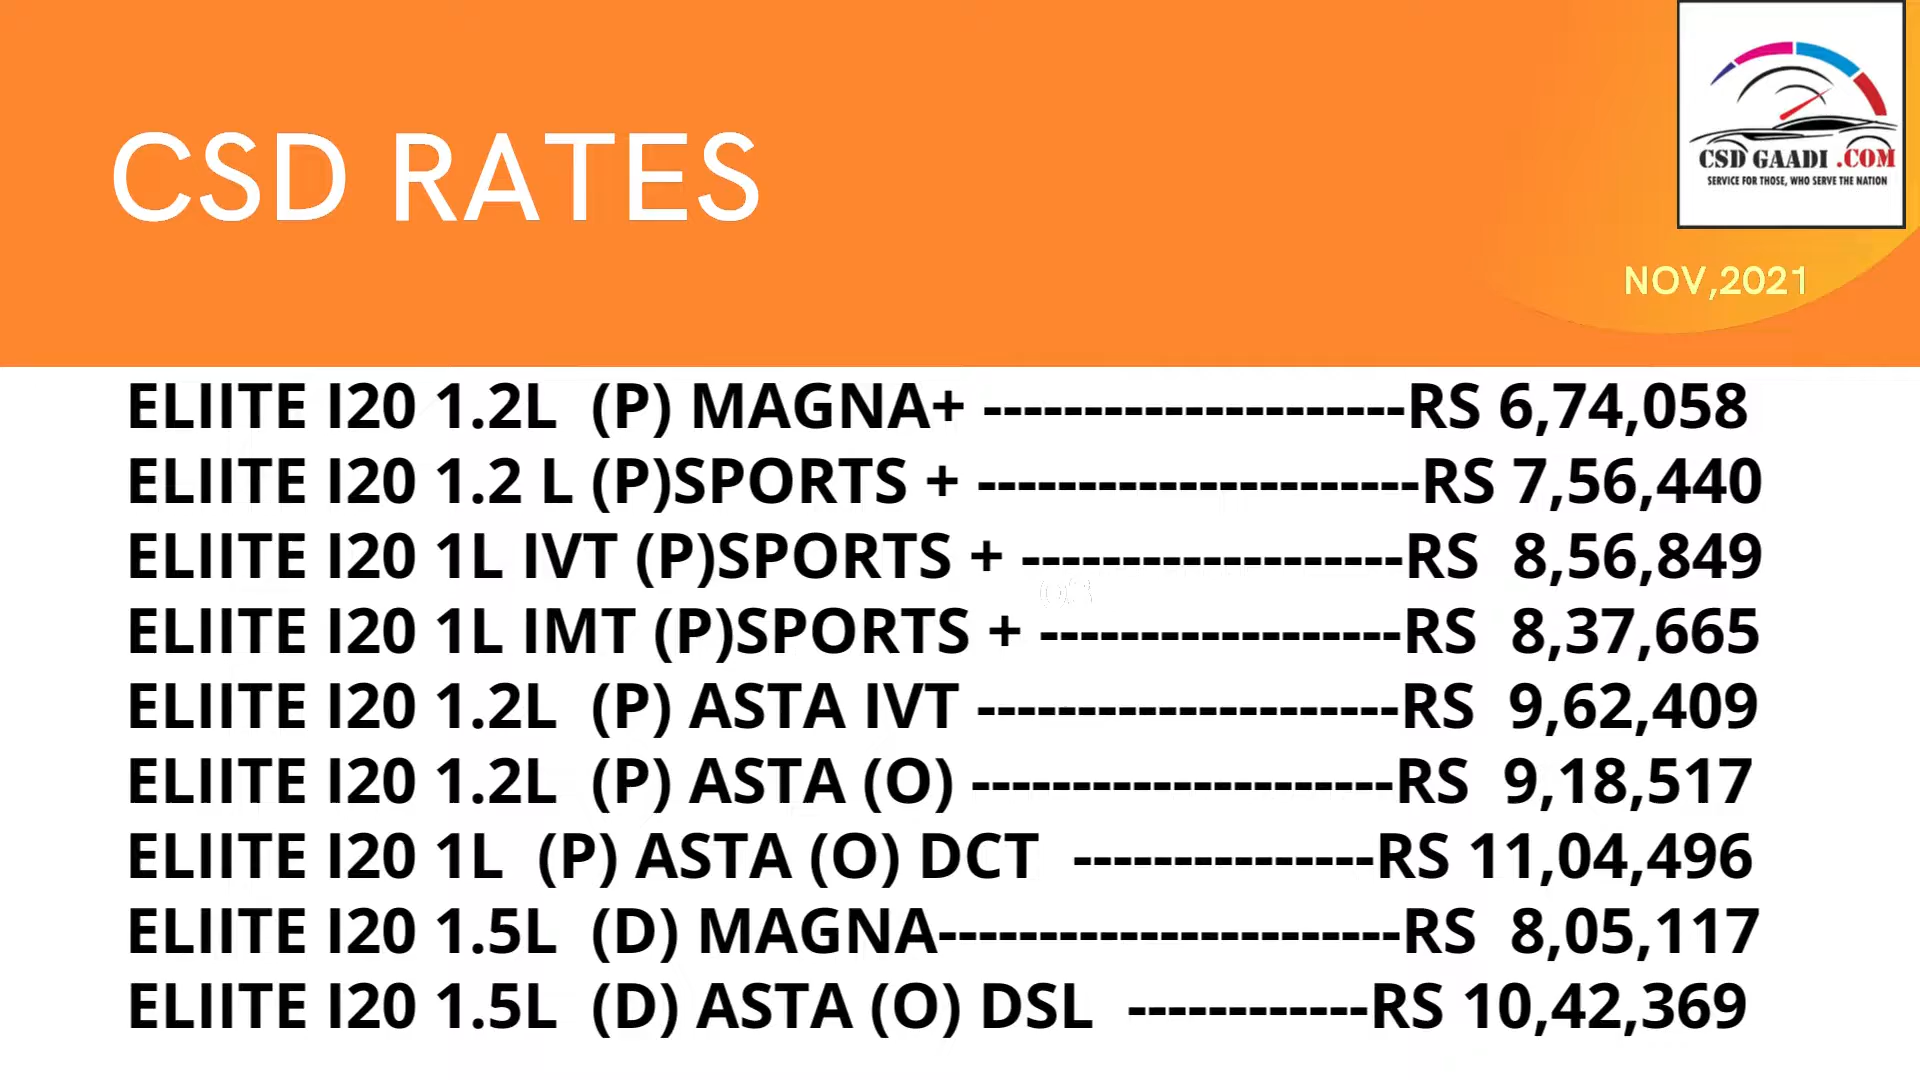 CSD RATES
CSD GAADI .COM
SERVICE FOR THOSE, WHO SERVE THE NATION
NOV,2021
ELIITE I20 1.2L (P) MAGNA+ ---------------------RS 6,74,058
ELIITE I20 1.2 L (P)SPORTS + ----------------------RS 7,56,440
ELIITE I20 1L IVT (P)SPORTS + -------------------RS 8,56,849
ELIITE I20 1L IMT (P)SPORTS + ------------------RS 8,37,665
ELIITE I20 1.2L (P) ASTA IVT ---------------------RS 9,62,409
ELIITE I20 1.2L (P) ASTA (O) ---------------------RS 9,18,517
ELIITE I20 1L (P) ASTA (O) DCT ---------------RS 11,04,496
ELIITE I20 1.5L (D) MAGNA-----------------------RS 8,05,117
ELIITE I20 1.5L (D) ASTA (O) DSL ------------RS 10,42,369